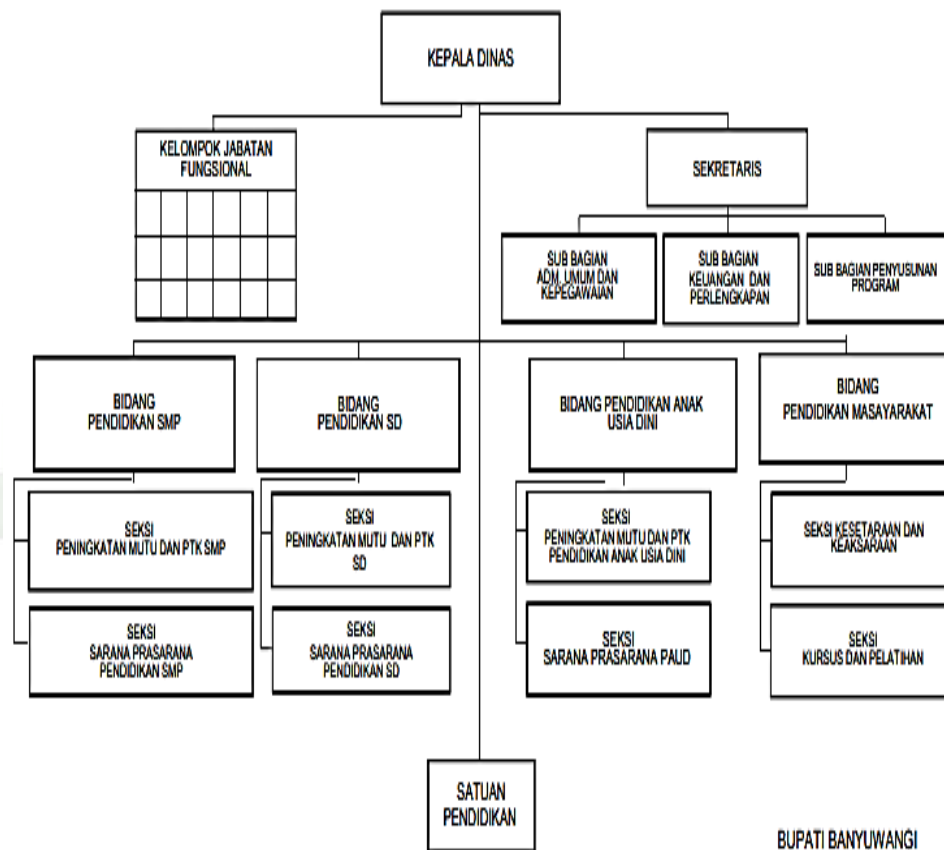 KEPALA DINAS
KELOMPOK JABATAN
FUNGSIONAL
SEKRETARIS
SUB BAGIAN
ADM. UMUM DAN
KEPEGAWAIAN
SUB BAGIAN
KEUANGAN DAN
PERLENGKAPAN
SUB BAGIAN PENYUSUNAN
PROGRAM
BIDANG
PENDIDIKAN SMP
BIDANG
PENDIDIKAN SD
BIDANG PENDIDIKAN ANAK
USIA DINI
BIDANG
PENDIDIKAN MASAYARAKAT
SEKSI
PENINGKATAN MUTU DAN PTK SMP
SEKSI
PENINGKATAN MUTU DAN PTK
SD
SEKSI
PENINGKATAN MUTU DAN PTK
PENDIDIKAN ANAK USIA DINI
SEKSI KESETARAAN DAN
KEAKSARAAN
SEKSI
SARANA PRASARANA
PENDIDIKAN SMP
SEKSI
SARANA PRASARANA
PENDIDIKAN SD
SEKSI
SARANA PRASARANA PAUD
SEKSI
KURSUS DAN PELATIHAN
SATUAN
PENDIDIKAN
BUPATI BANYUWANGI